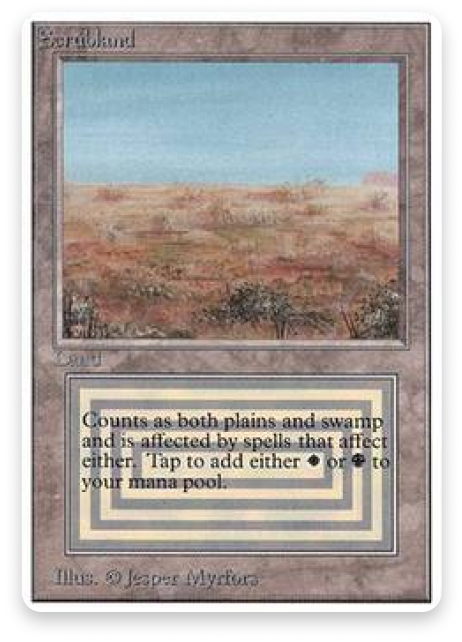 Scrubland
Land
Counts as both plains and swamp
and is affected by spells that affect
either. Tap to add either or to
your mana pool.
Illus. © Jesper Myrfors